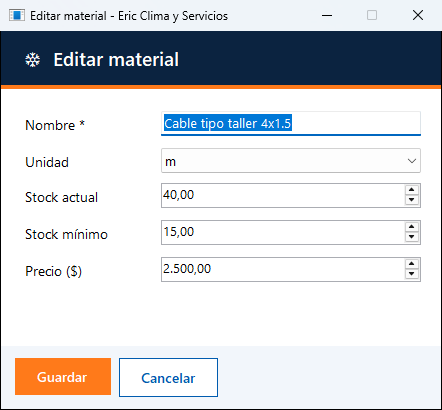 Editar material - Eric Clima y Servicios
Editar material
Nombre * Cable tipo taller 4x1.5
Unidad m
Stock actual 40,00
Stock mínimo 15,00
Precio ($) 2.500,00
Guardar Cancelar